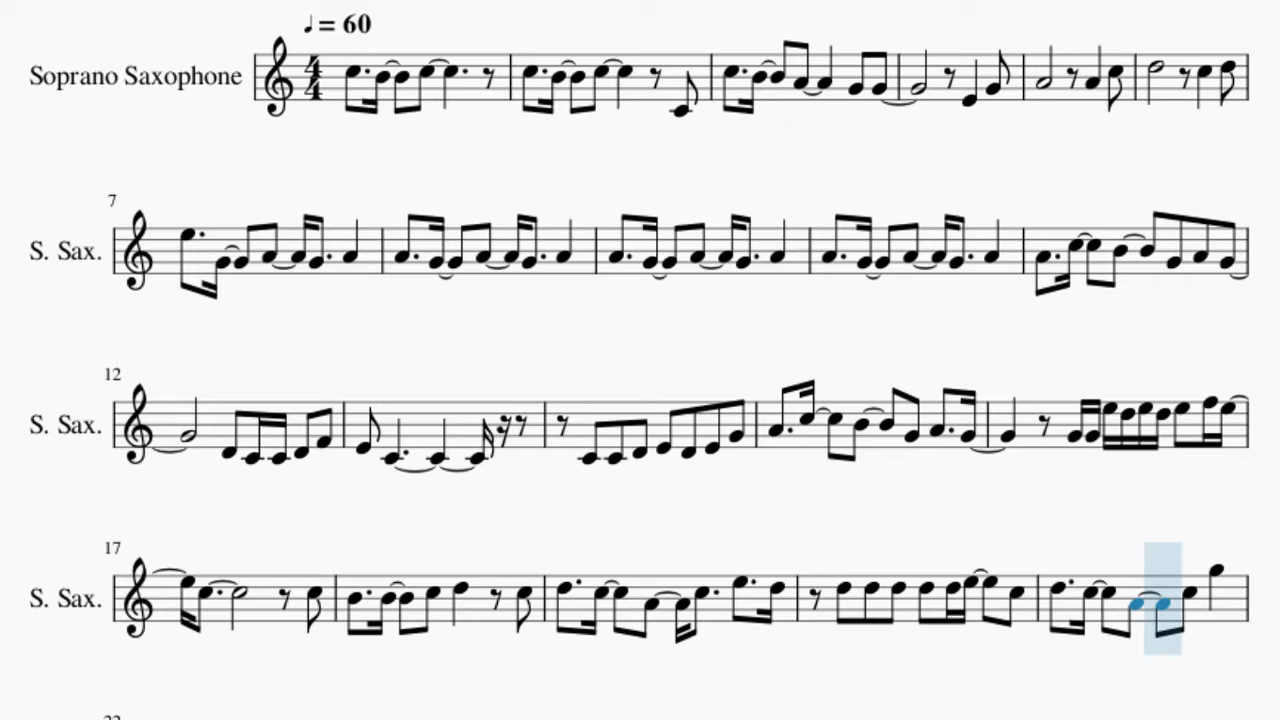 ♩ = 60
Soprano Saxophone
4
4
7
S. Sax.
12
S. Sax.
17
S. Sax.